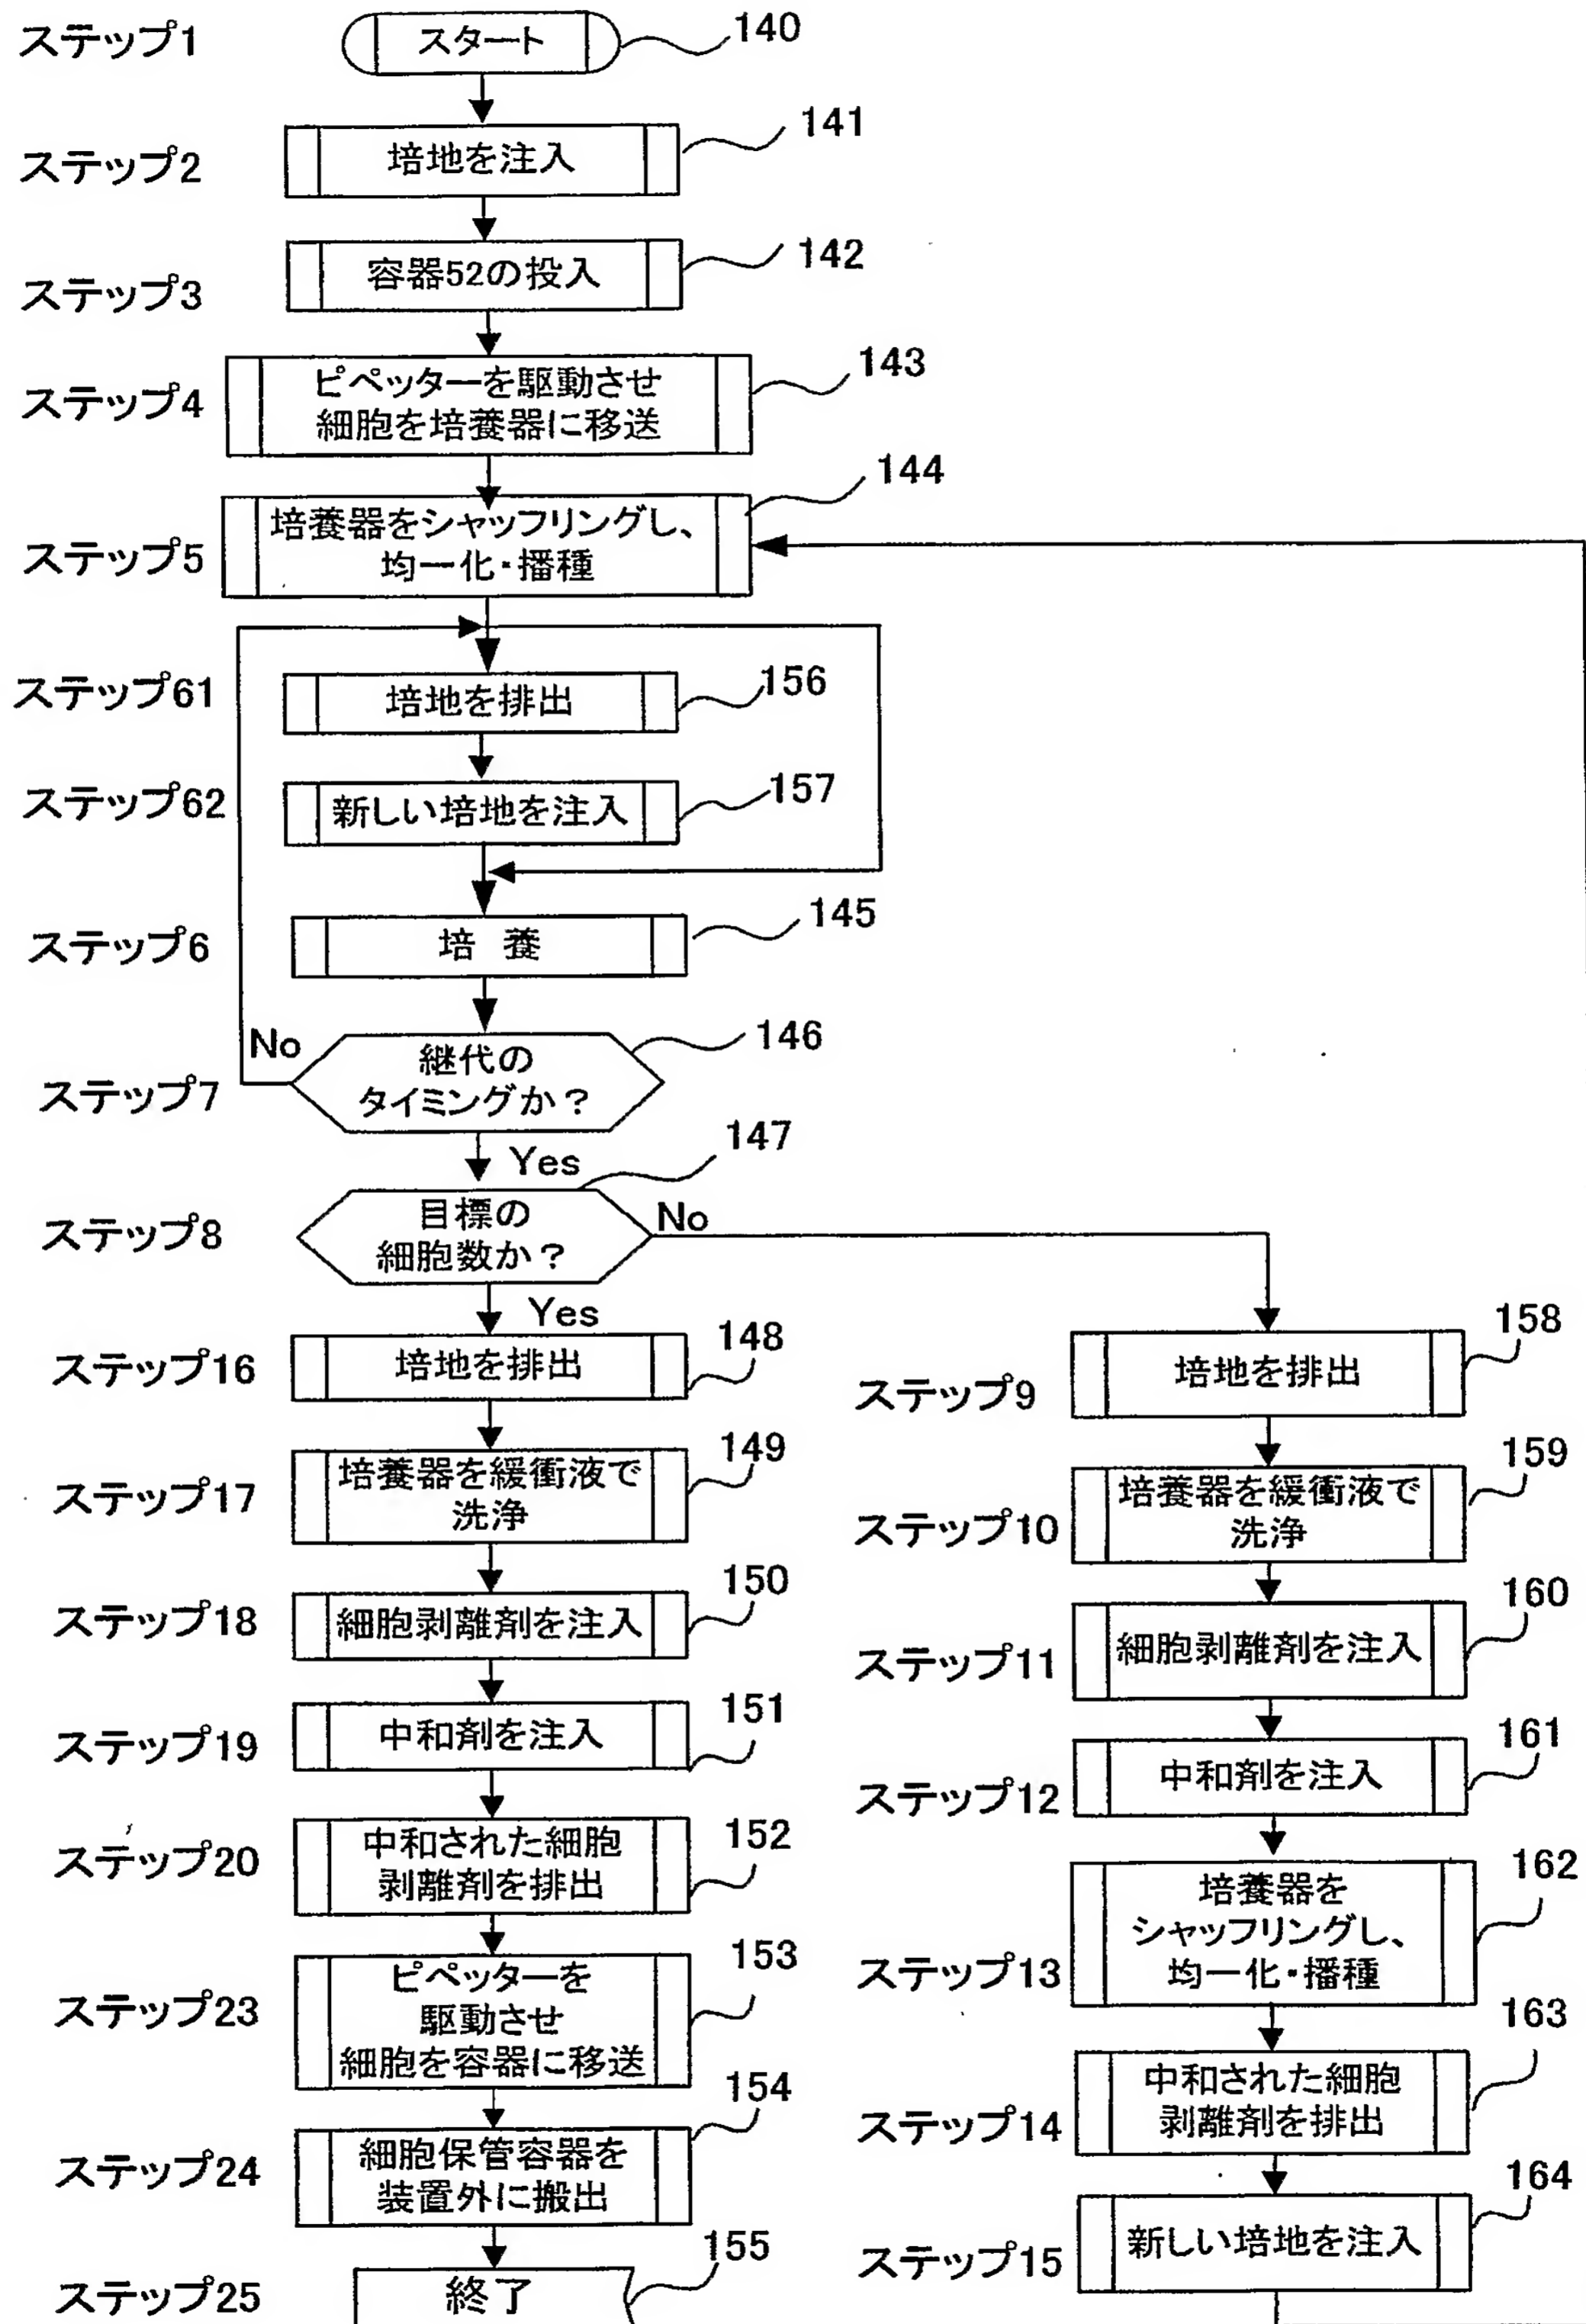 ステップ1
スタート
140
ステップ2
培地を注入
141
ステップ3
容器52の投入
142
ステップ4
ピペッターを駆動させ
細胞を培養器に移送
143
ステップ5
培養器をシャッフリングし、
均一化・播種
144
ステップ61
培地を排出
156
ステップ62
新しい培地を注入
157
ステップ6
培 養
145
ステップ7
No
継代の
タイミングか？
146
Yes
ステップ8
目標の
細胞数か？
147
No
Yes
ステップ16
培地を排出
148
ステップ17
培養器を緩衝液で
洗浄
149
ステップ18
細胞剥離剤を注入
150
ステップ19
中和剤を注入
151
ステップ20
中和された細胞
剥離剤を排出
152
ステップ23
ピペッターを
駆動させ
細胞を容器に移送
153
ステップ24
細胞保管容器を
装置外に搬出
154
ステップ25
終了
155
ステップ9
培地を排出
158
ステップ10
培養器を緩衝液で
洗浄
159
ステップ11
細胞剥離剤を注入
160
ステップ12
中和剤を注入
161
ステップ13
培養器を
シャッフリングし、
均一化・播種
162
ステップ14
中和された細胞
剥離剤を排出
163
ステップ15
新しい培地を注入
164